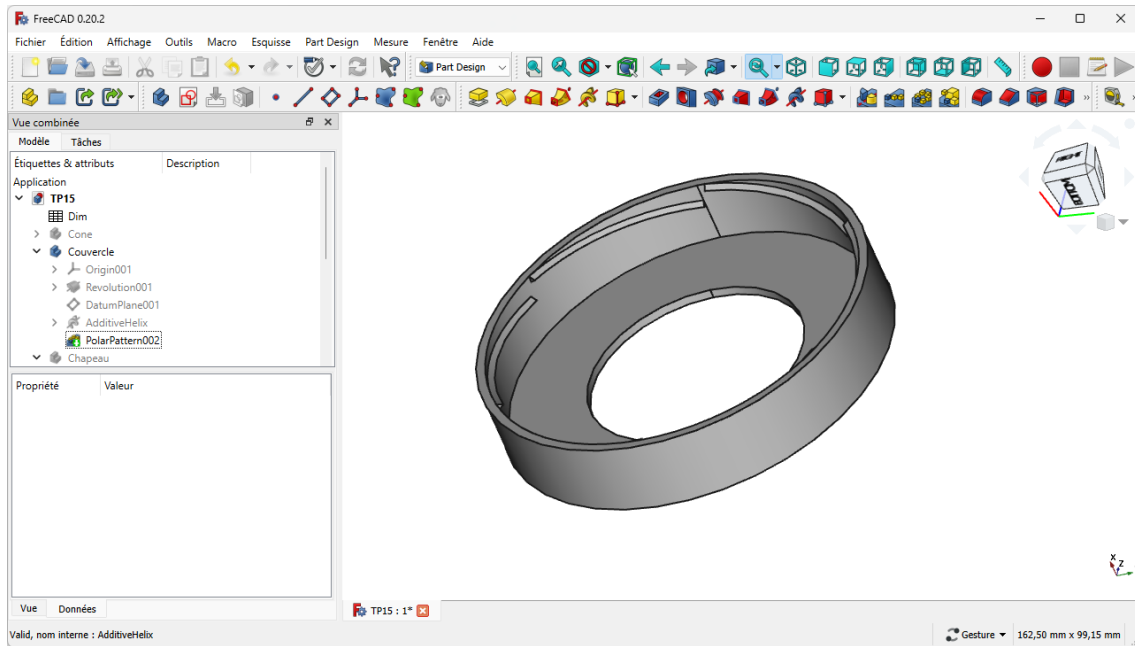 FreeCAD 0.20.2
Fichier Édition Affichage Outils Macro Esquisse Part Design Mesure Fenêtre Aide
Part Design
Vue combinée
Modèle Tâches
Étiquettes & attributs Description
Application
TP15
Dim
Cone
Couvercle
Origin001
Revolution001
DatumPlane001
AdditiveHelix
PolarPattern002
Chapeau
Propriété Valeur
RIGHT
BOTTOM
X
Z
Vue Données
TP15 : 1*
Valid, nom interne : AdditiveHelix
Gesture
162,50 mm x 99,15 mm